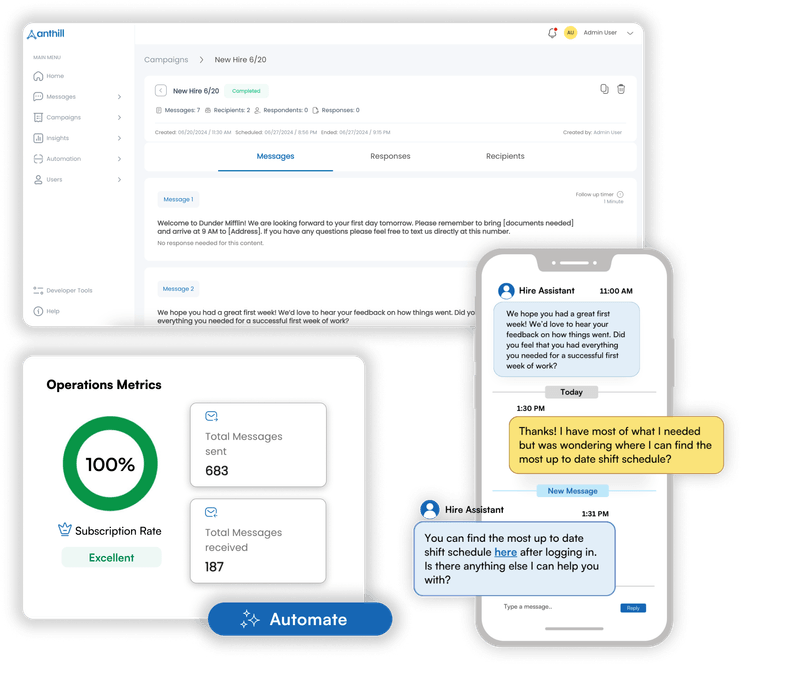 anthill
AU Admin User
MAIN MENU
Home
Messages
Campaigns
Insights
Automation
Users
Developer Tools
Help
Campaigns > New Hire 6/20
New Hire 6/20 Completed
Messages: 7 Recipients: 2 Respondents: 0 Responses: 0
Created: 06/20/2024 / 11:20 AM Scheduled: 06/27/2024 / 9:59 PM Ended: 06/27/2024 / 9:15 PM Created by: Admin User
Messages Responses Recipients
Message 1
Follow up timer
1 Minute
Welcome to Dunder Mifflin! We are looking forward to your first day tomorrow. Please remember to bring [documents needed]
and arrive at 9 AM to [Address]. If you have any questions please feel free to text us directly at this number.
No response needed for this content.
Message 2
We hope you had a great first week! We'd love to hear your feedback on how things went. Did you
everything you needed for a successful first week of work?
Operations Metrics
100%
Subscription Rate
Excellent
Total Messages
sent
683
Total Messages
received
187
Automate
Hire Assistant 11:00 AM
We hope you had a great first
week! We'd love to hear your
feedback on how things went. Did
you feel that you had everything
you needed for a successful first
week of work?
Today
1:30 PM
Thanks! I have most of what I needed
but was wondering where I can find the
most up to date shift schedule?
New Message
Hire Assistant
1:31 PM
You can find the most up to date
shift schedule here after logging in.
Is there anything else I can help you
with?
Type a message..
Reply